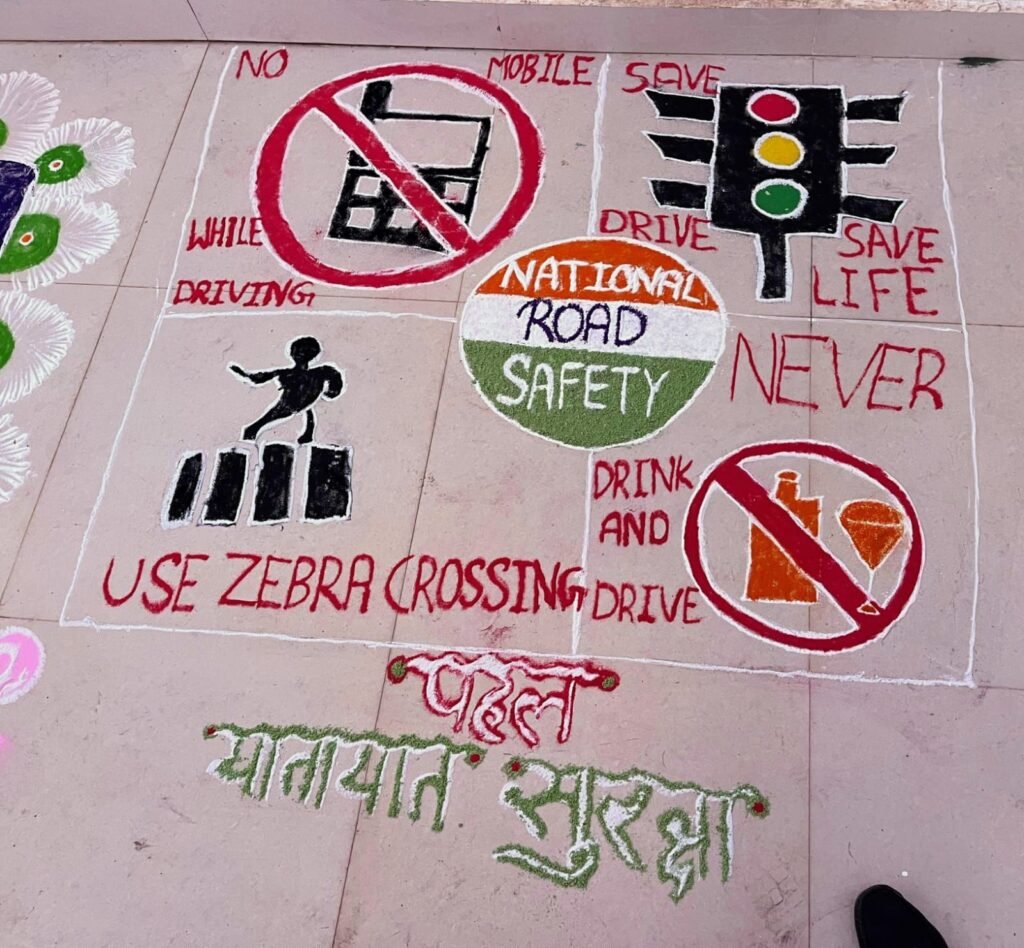 NO MOBILE
WHILE
DRIVING
SAVE
DRIVE SAVE
LIFE
NATIONAL
ROAD
SAFETY
USE ZEBRA CROSSING
NEVER
DRINK
AND
DRIVE
पहल
यातायात सुरक्षा